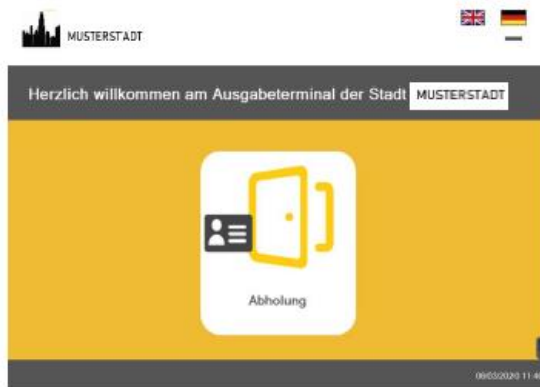 MUSTERSTADT
Herzlich willkommen am Ausgabeterminal der Stadt MUSTERSTADT
Abholung